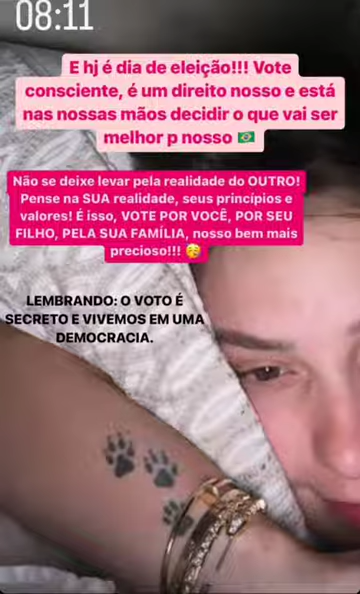 08:11
E hj é dia de eleição!!! Vote
consciente, é um direito nosso e está
nas nossas mãos decidir o que vai ser
melhor p nosso 🇧🇷
Não se deixe levar pela realidade do OUTRO!
Pense na SUA realidade, seus princípios e
valores! É isso, VOTE POR VOCÊ, POR SEU
FILHO, PELA SUA FAMÍLIA, nosso bem mais
precioso!!! 🥰
LEMBRANDO: O VOTO É
SECRETO E VIVEMOS EM UMA
DEMOCRACIA.